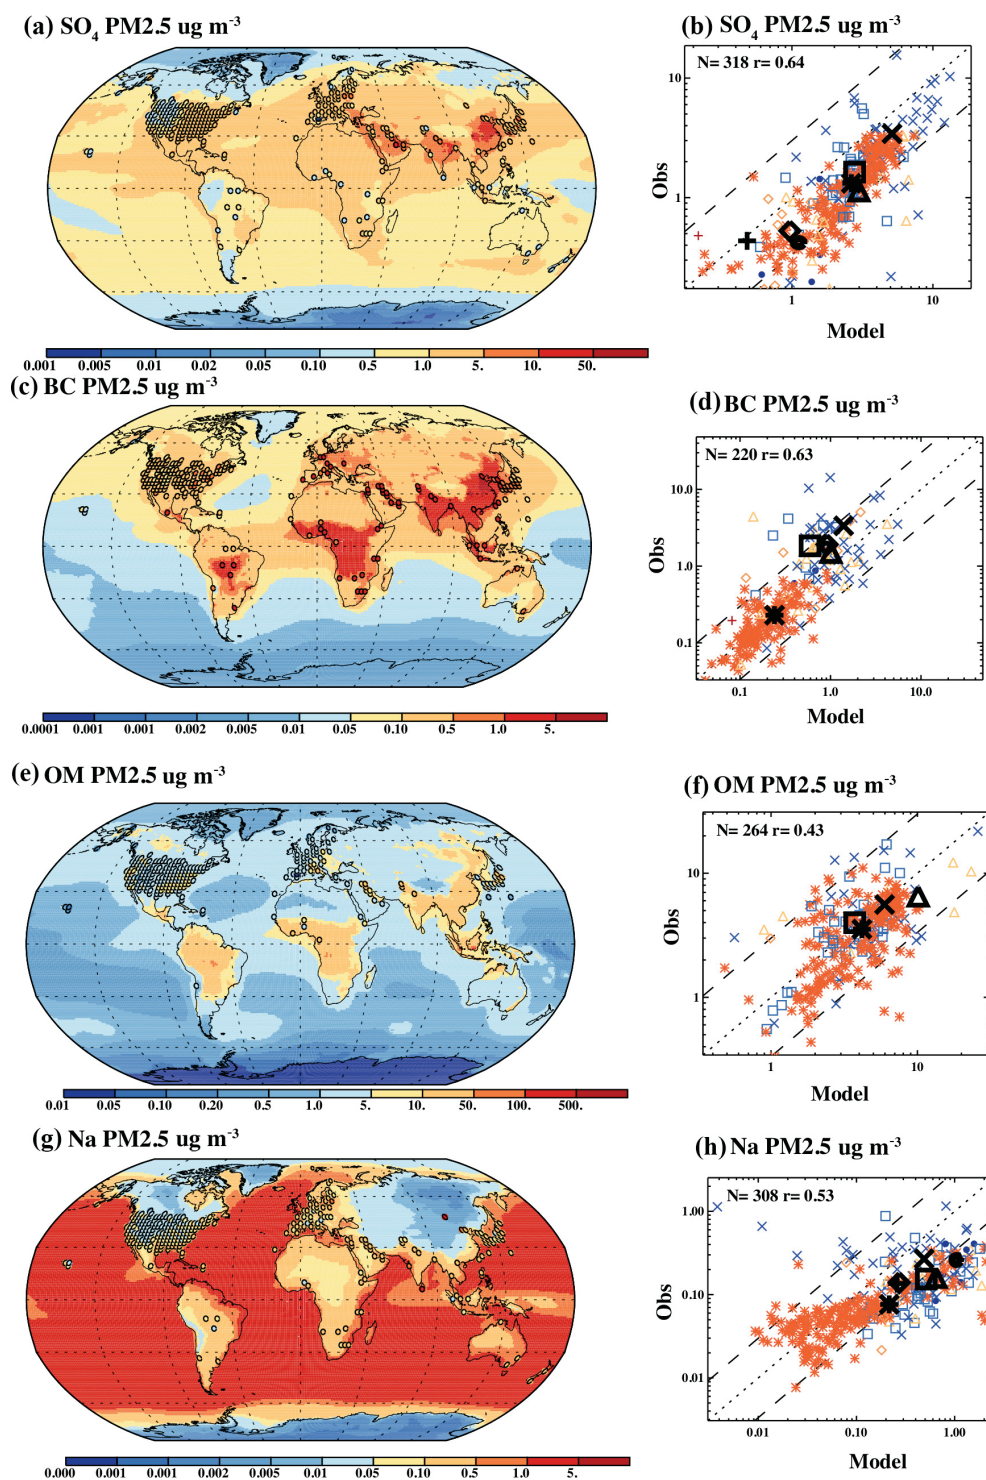 (a) SO4 PM2.5 ug m-3
0.001 0.005 0.01 0.02 0.05 0.10 0.5 1.0 5. 10. 50.
(b) SO4 PM2.5 ug m-3
N= 318 r= 0.64
10
1
Obs
1 10
Model
(c) BC PM2.5 ug m-3
0.0001 0.001 0.001 0.002 0.005 0.01 0.05 0.10 0.5 1.0 5.
(d) BC PM2.5 ug m-3
N= 220 r= 0.63
10.0
1.0
0.1
Obs
0.1 1.0 10.0
Model
(e) OM PM2.5 ug m-3
0.01 0.05 0.10 0.20 0.5 1.0 5. 10. 50. 100. 500.
(f) OM PM2.5 ug m-3
N= 264 r= 0.43
10
1
Obs
1 10
Model
(g) Na PM2.5 ug m-3
0.000 0.001 0.002 0.005 0.01 0.05 0.10 0.5 1.0 5.
(h) Na PM2.5 ug m-3
N= 308 r= 0.53
1.00
0.10
0.01
Obs
0.01 0.10 1.00
Model